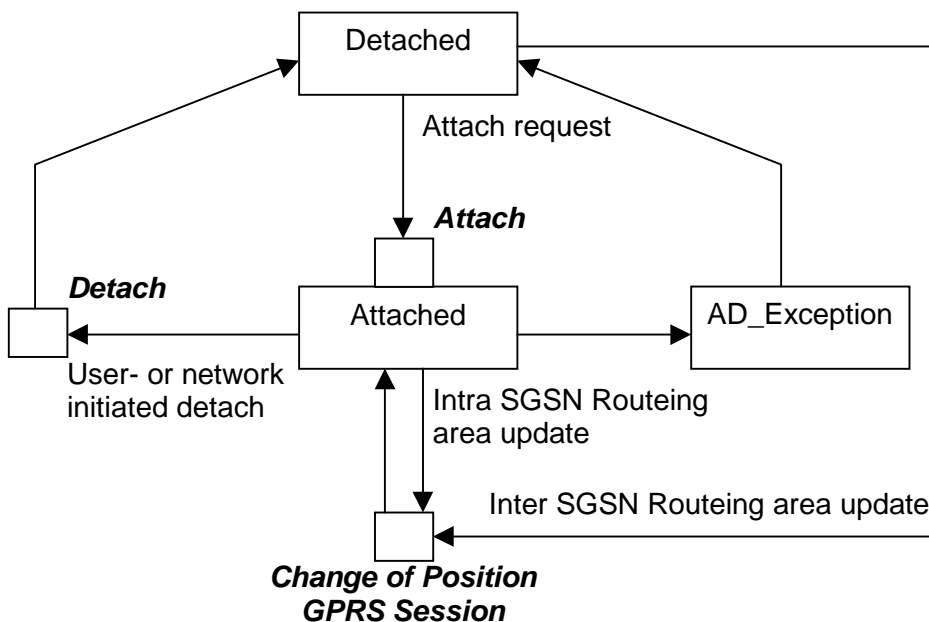 Detached
Attach request
Attach
Detach
Attached
AD_Exception
User- or network
initiated detach
Intra SGSN Routeing
area update
Inter SGSN Routeing area update
Change of Position
GPRS Session